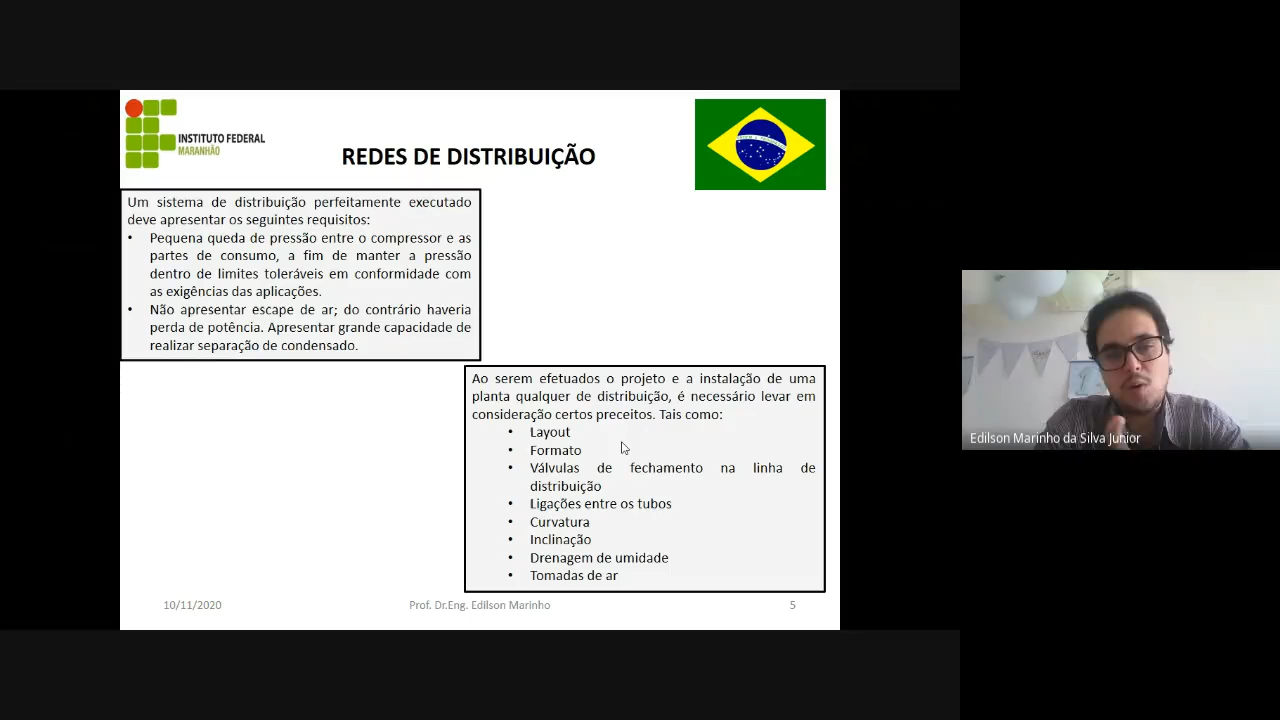 INSTITUTO FEDERAL
MARANHÃO
REDES DE DISTRIBUIÇÃO
Um sistema de distribuição perfeitamente executado
deve apresentar os seguintes requisitos:
• Pequena queda de pressão entre o compressor e as
partes de consumo, a fim de manter a pressão
dentro de limites toleráveis em conformidade com
as exigências das aplicações.
• Não apresentar escape de ar; do contrário haveria
perda de potência. Apresentar grande capacidade de
realizar separação de condensado.
Ao serem efetuados o projeto e a instalação de uma
planta qualquer de distribuição, é necessário levar em
consideração certos preceitos. Tais como:
• Layout
• Formato
• Válvulas de fechamento na linha de
distribuição
• Ligações entre os tubos
• Curvatura
• Inclinação
• Drenagem de umidade
• Tomadas de ar
10/11/2020
Prof. Dr.Eng. Edilson Marinho
5
Edilson Marinho da Silva Junior